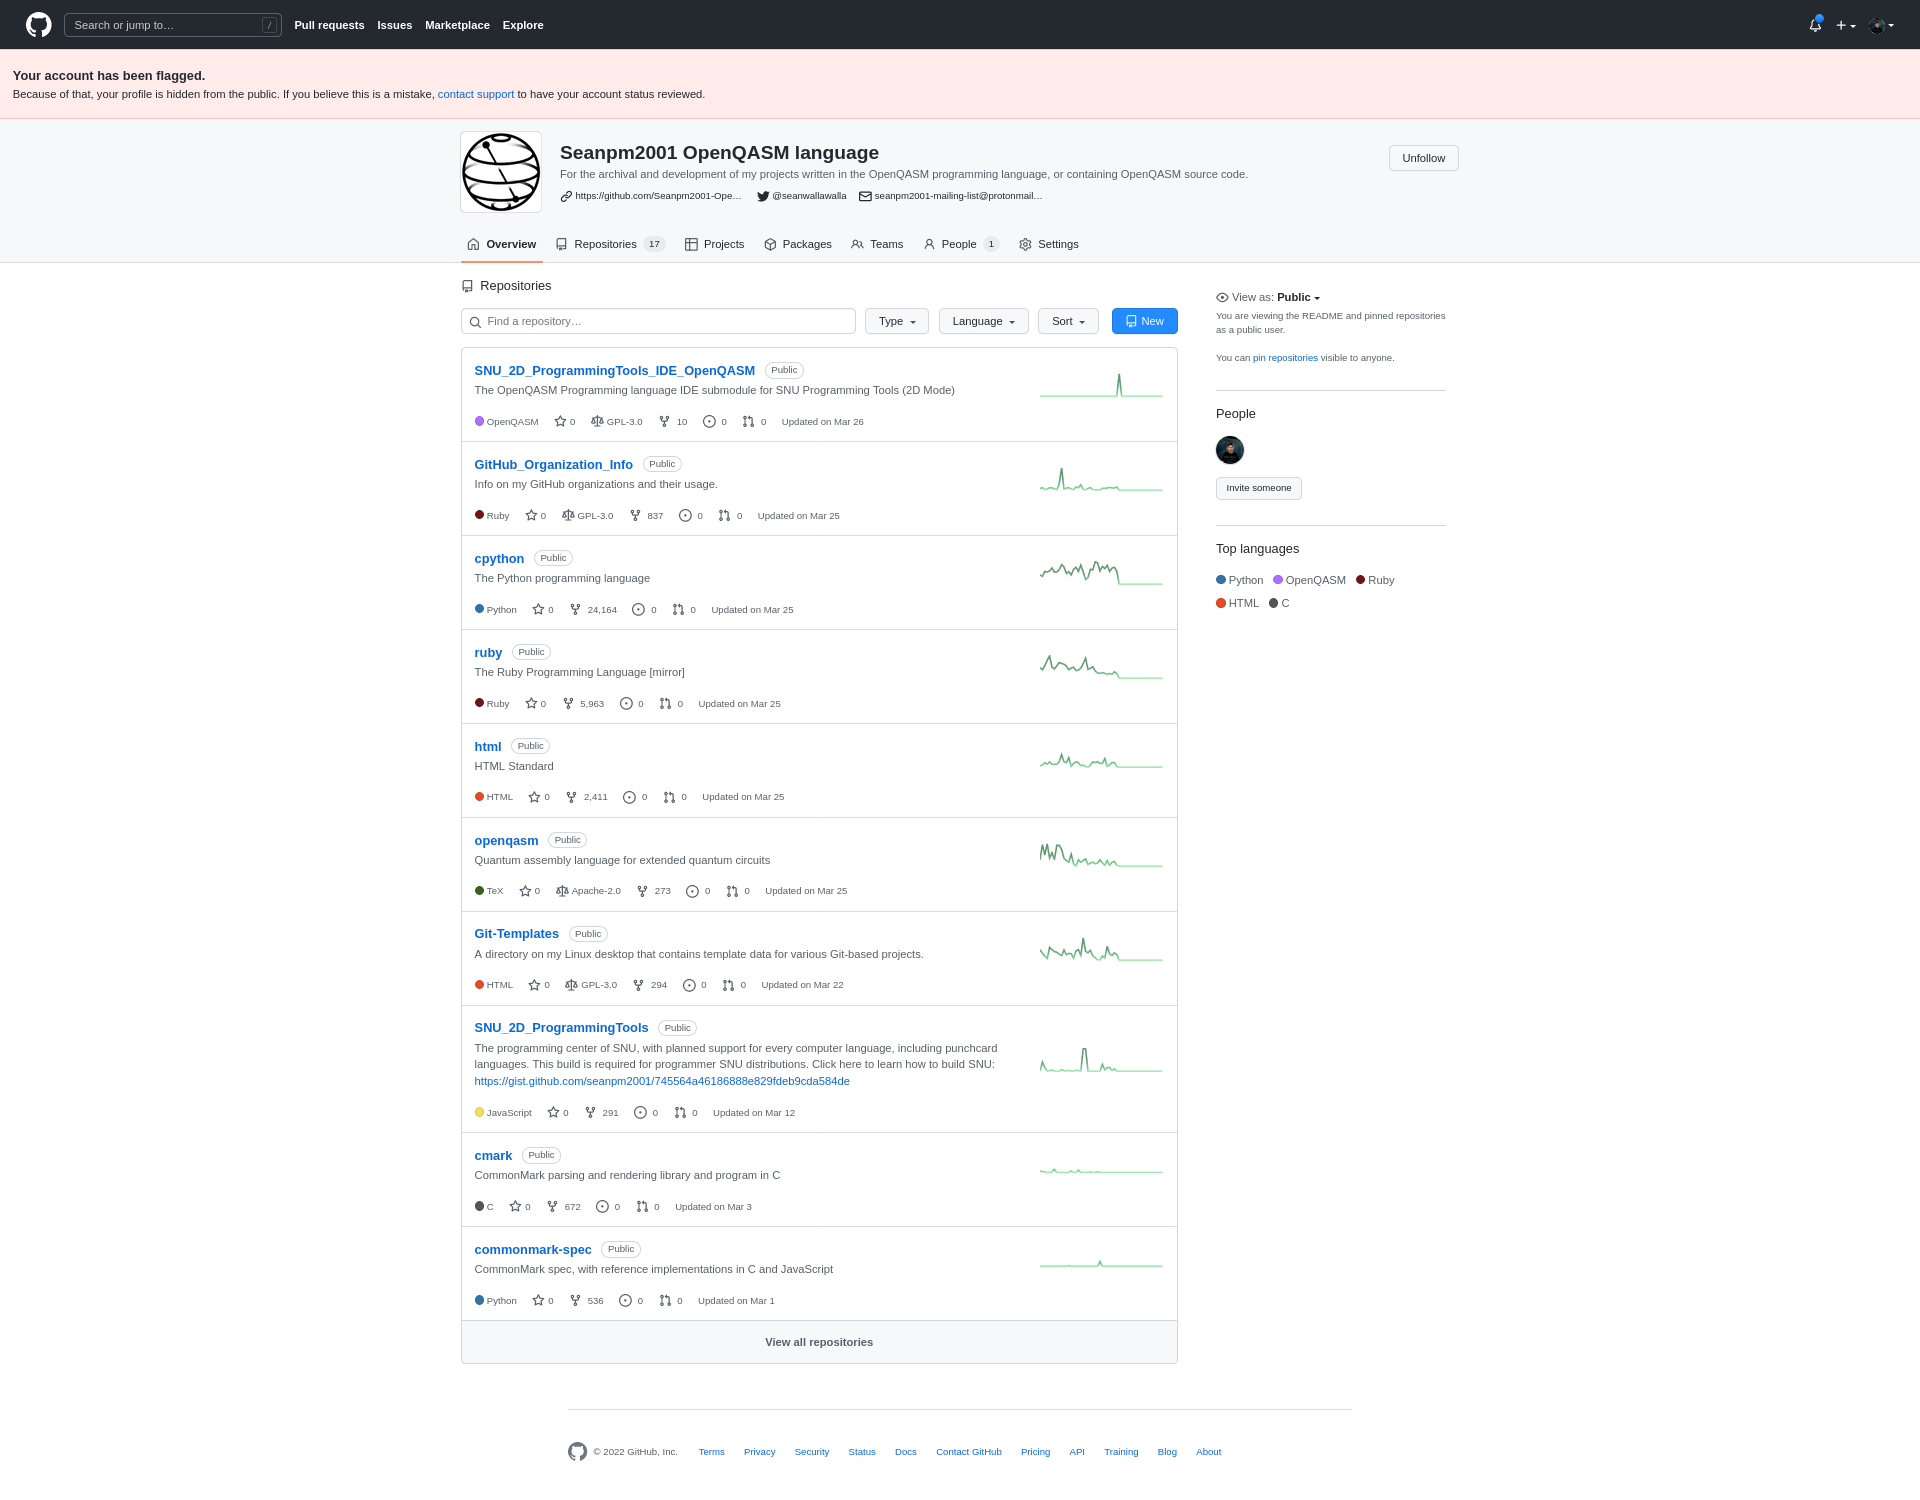 Search or jump to…
/
Pull requests
Issues
Marketplace
Explore
Your account has been flagged.
Because of that, your profile is hidden from the public. If you believe this is a mistake, contact support to have your account status reviewed.
Seanpm2001 OpenQASM language
For the archival and development of my projects written in the OpenQASM programming language, or containing OpenQASM source code.
https://github.com/Seanpm2001-Ope…
@seanwallawalla
seanpm2001-mailing-list@protonmail…
Unfollow
Overview
Repositories 17
Projects
Packages
Teams
People 1
Settings
Repositories
Find a repository…
Type
Language
Sort
New
SNU_2D_ProgrammingTools_IDE_OpenQASM Public
The OpenQASM Programming language IDE submodule for SNU Programming Tools (2D Mode)
OpenQASM 0 GPL-3.0 10 0 0 Updated on Mar 26
GitHub_Organization_Info Public
Info on my GitHub organizations and their usage.
Ruby 0 GPL-3.0 837 0 0 Updated on Mar 25
cpython Public
The Python programming language
Python 0 24,164 0 0 Updated on Mar 25
ruby Public
The Ruby Programming Language [mirror]
Ruby 0 5,963 0 0 Updated on Mar 25
html Public
HTML Standard
HTML 0 2,411 0 0 Updated on Mar 25
openqasm Public
Quantum assembly language for extended quantum circuits
TeX 0 Apache-2.0 273 0 0 Updated on Mar 25
Git-Templates Public
A directory on my Linux desktop that contains template data for various Git-based projects.
HTML 0 GPL-3.0 294 0 0 Updated on Mar 22
SNU_2D_ProgrammingTools Public
The programming center of SNU, with planned support for every computer language, including punchcard
languages. This build is required for programmer SNU distributions. Click here to learn how to build SNU:
https://gist.github.com/seanpm2001/745564a46186888e829fdeb9cda584de
JavaScript 0 291 0 0 Updated on Mar 12
cmark Public
CommonMark parsing and rendering library and program in C
C 0 672 0 0 Updated on Mar 3
commonmark-spec Public
CommonMark spec, with reference implementations in C and JavaScript
Python 0 536 0 0 Updated on Mar 1
View all repositories
View as: Public
You are viewing the README and pinned repositories
as a public user.
You can pin repositories visible to anyone.
People
Invite someone
Top languages
Python OpenQASM Ruby
HTML C
© 2022 GitHub, Inc.
Terms
Privacy
Security
Status
Docs
Contact GitHub
Pricing
API
Training
Blog
About